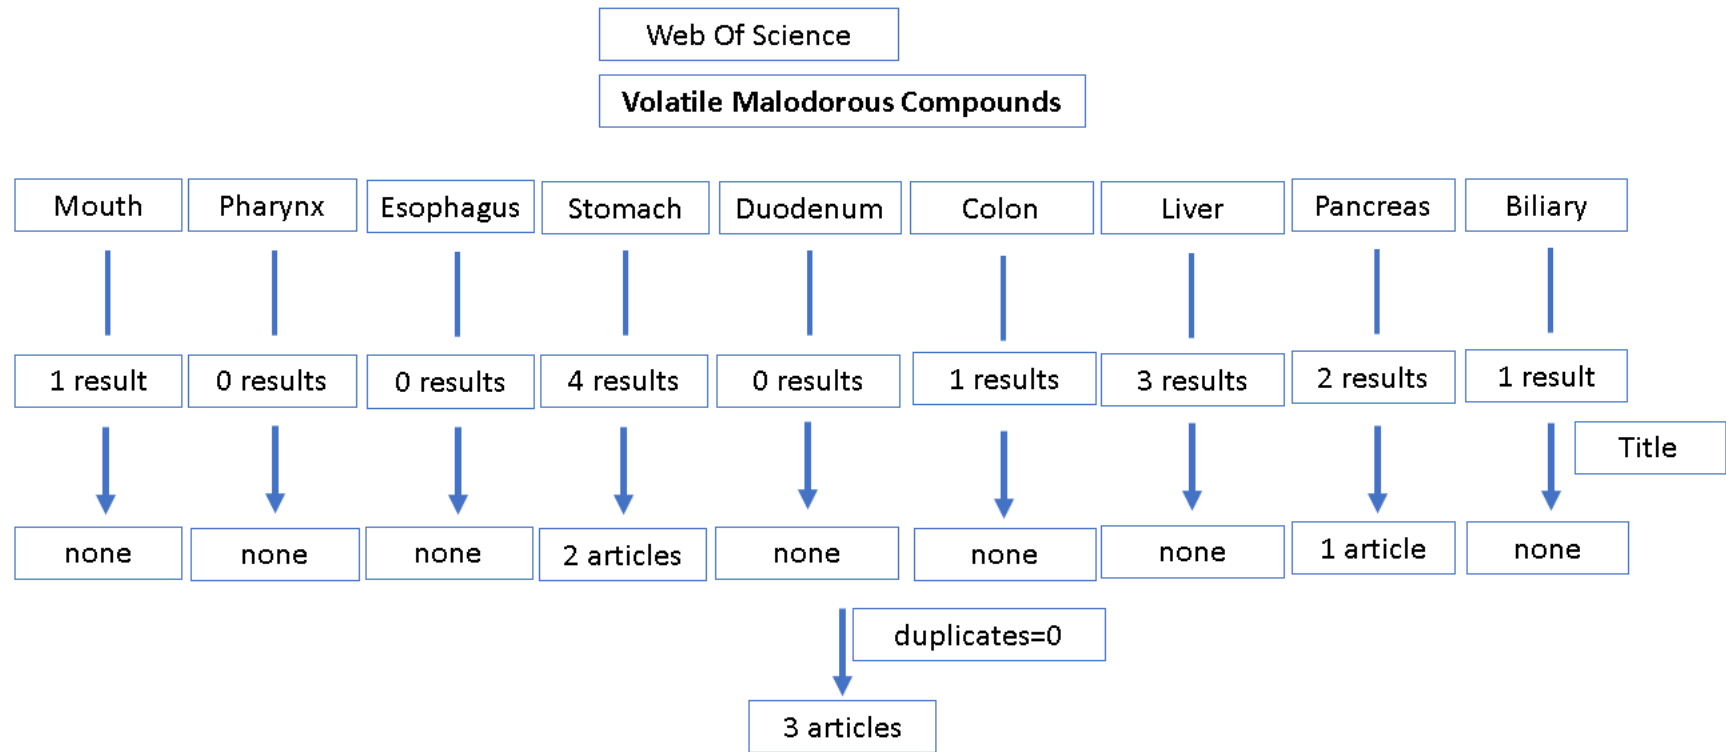 Web Of Science
Volatile Malodorous Compounds
Mouth
Pharynx
Esophagus
Stomach
Duodenum
Colon
Liver
Pancreas
Biliary
1 result
0 results
0 results
4 results
0 results
1 results
3 results
2 results
1 result
Title
none
none
none
2 articles
none
none
none
1 article
none
duplicates=0
3 articles